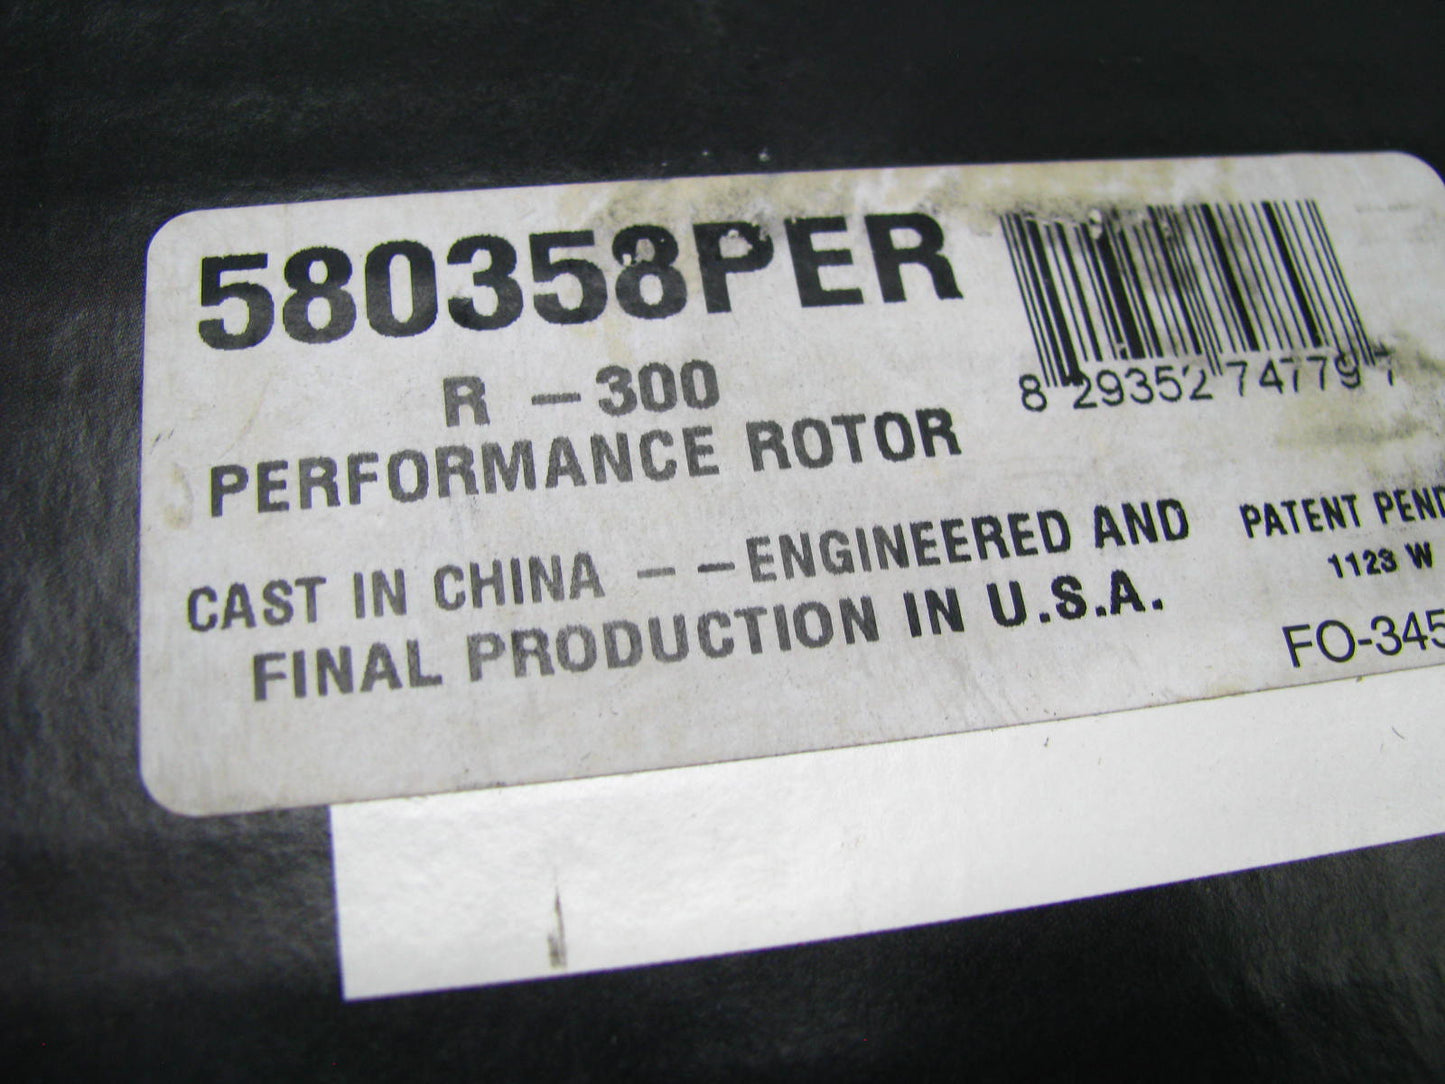 580358PER
8 29352 74779 7
R - 300
PERFORMANCE ROTOR
CAST IN CHINA - - ENGINEERED AND
FINAL PRODUCTION IN U.S.A.
PATENT PEND
1123 W
FO-345